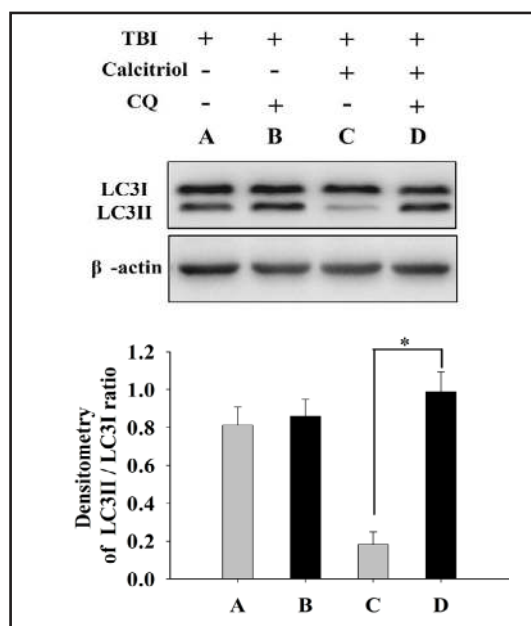 TBI + + + +
Calcitriol - - + +
CQ - + - +
A B C D
LC3I
LC3II
β -actin
*
1.2
1.0
0.8
0.6
0.4
0.2
0.0
Densitometry
of LC3II / LC3I ratio
A B C D